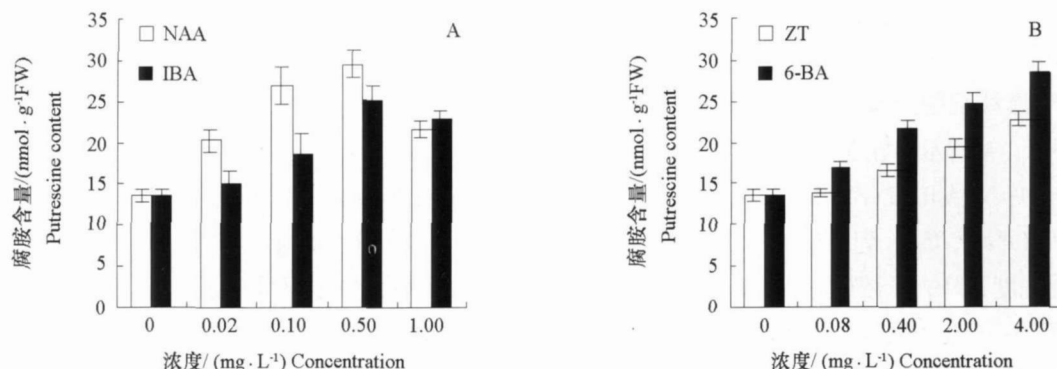 A
NAA
IBA
腐胺含量/(nmol · g⁻¹FW)
Putrescine content
35
30
25
20
15
10
5
0
0 0.02 0.10 0.50 1.00
浓度/ (mg · L⁻¹) Concentration
B
ZT
6-BA
腐胺含量/(nmol · g⁻¹FW)
Putrescine content
35
30
25
20
15
10
5
0
0 0.08 0.40 2.00 4.00
浓度/ (mg · L⁻¹) Concentration